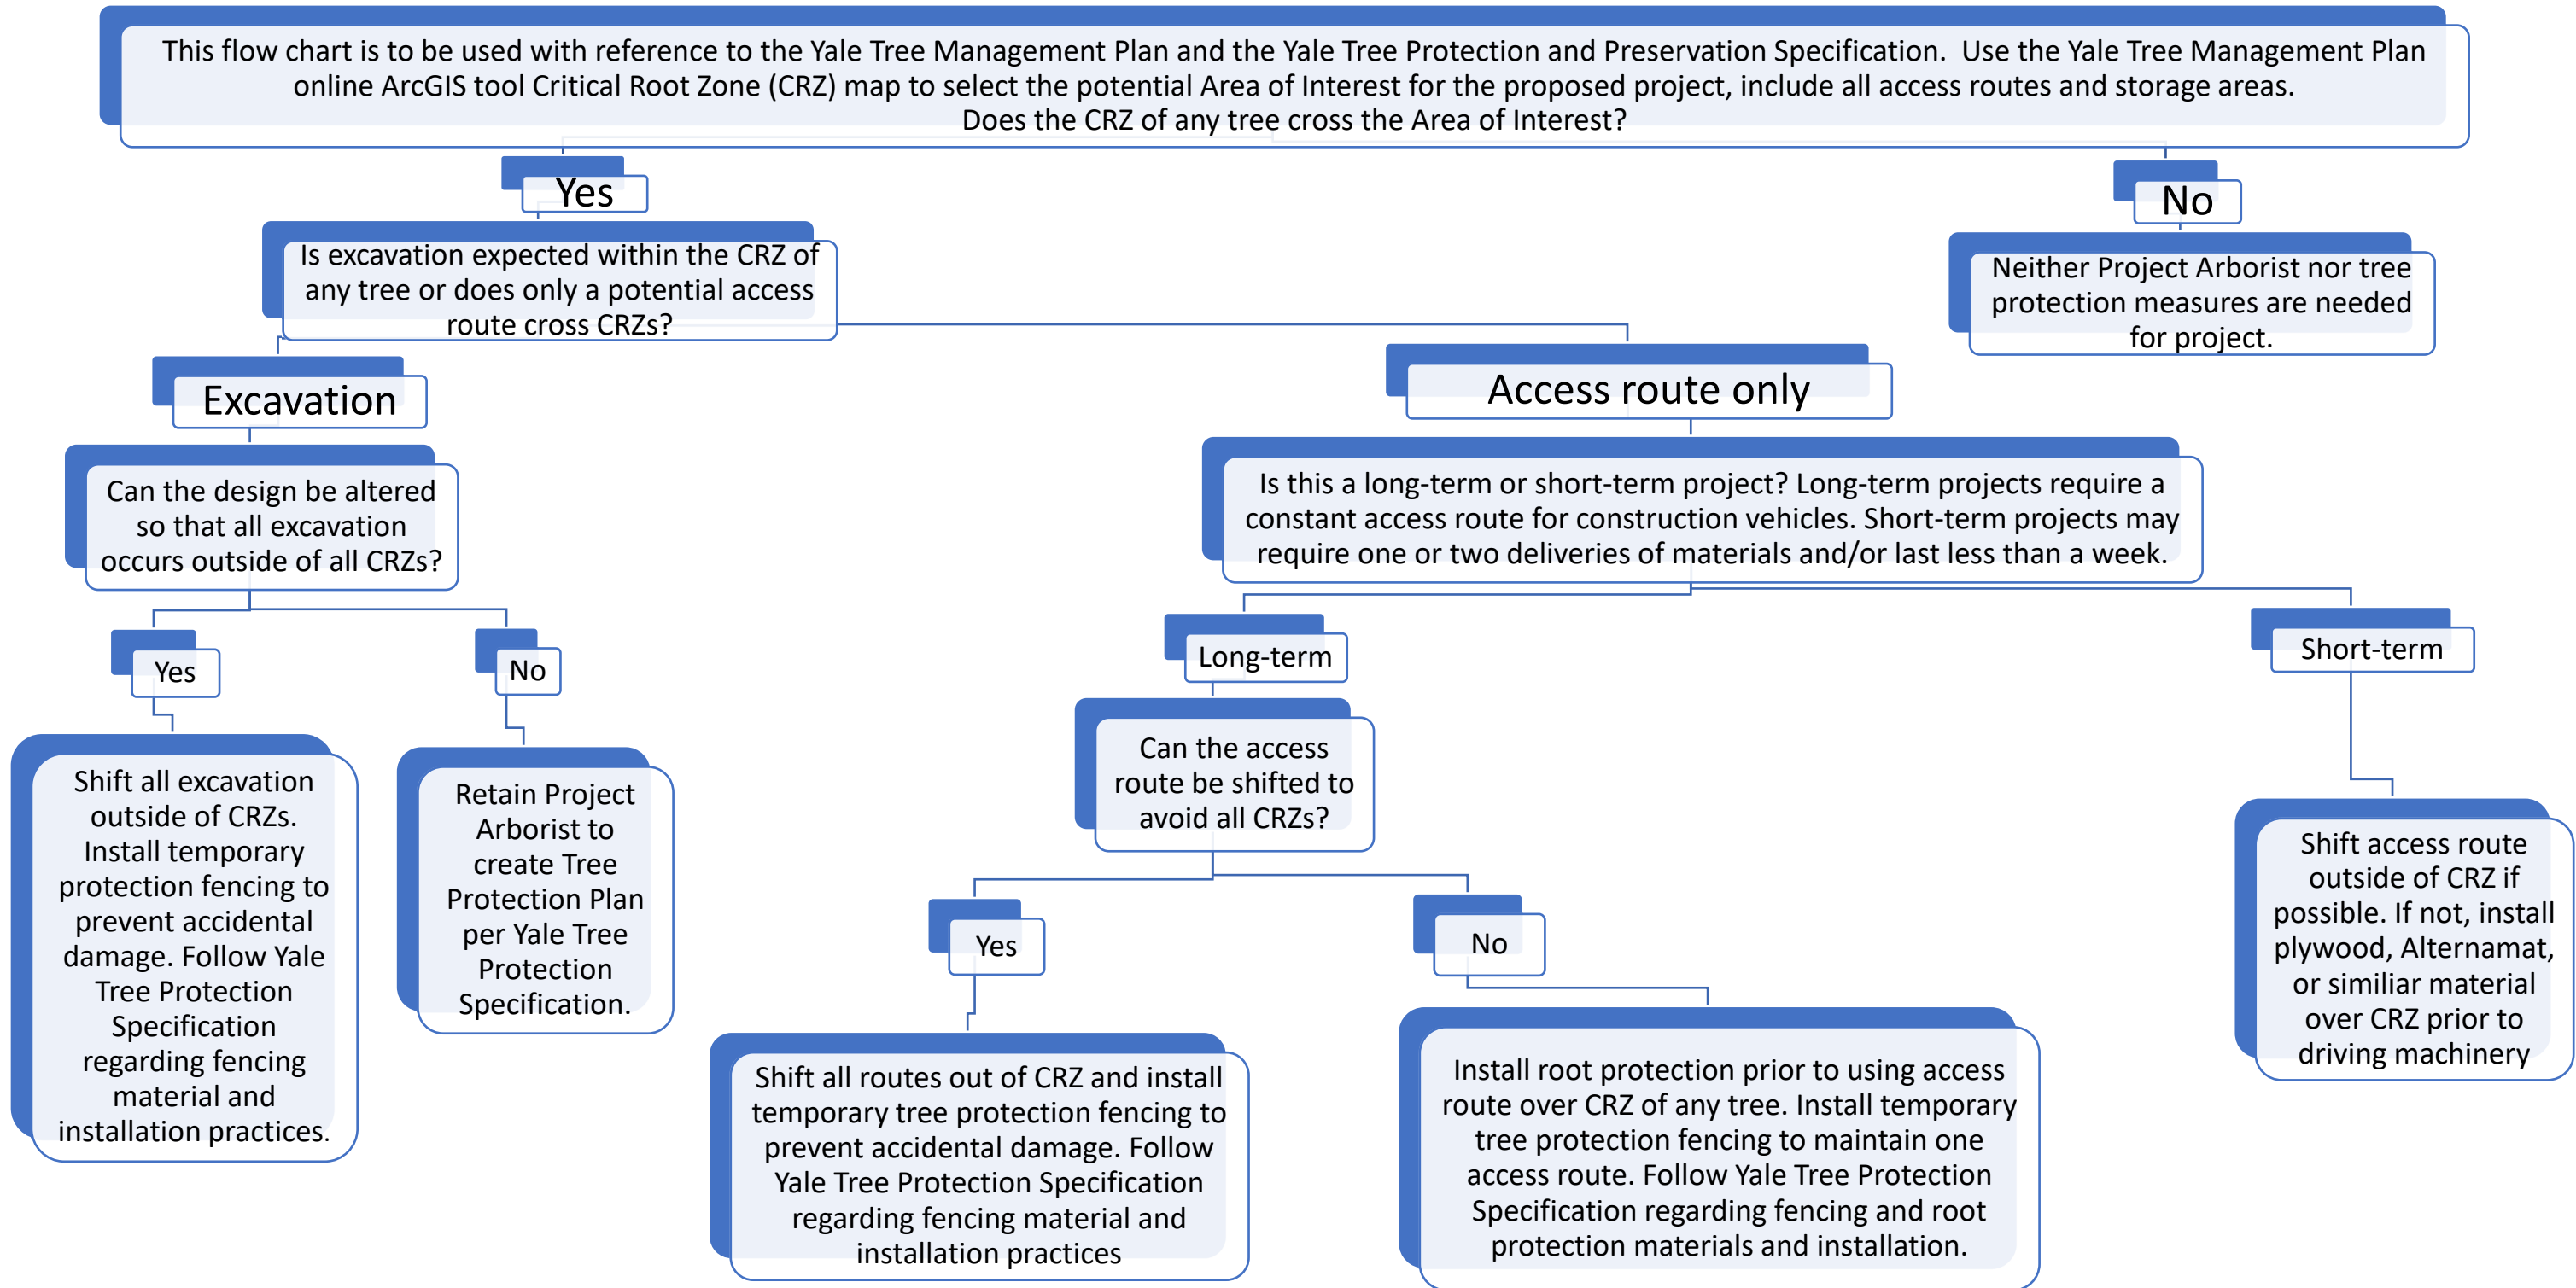 This flow chart is to be used with reference to the Yale Tree Management Plan and the Yale Tree Protection and Preservation Specification.  Use the Yale Tree Management Plan
online ArcGIS tool Critical Root Zone (CRZ) map to select the potential Area of Interest for the proposed project, include all access routes and storage areas.
Does the CRZ of any tree cross the Area of Interest?
Yes
Is excavation expected within the CRZ of
any tree or does only a potential access
route cross CRZs?
Excavation
Can the design be altered
so that all excavation
occurs outside of all CRZs?
Yes
Shift all excavation
outside of CRZs.
Install temporary
protection fencing to
prevent accidental
damage. Follow Yale
Tree Protection
Specification
regarding fencing
material and
installation practices.
No
Retain Project
Arborist to
create Tree
Protection Plan
per Yale Tree
Protection
Specification.
Access route only
Is this a long-term or short-term project? Long-term projects require a
constant access route for construction vehicles. Short-term projects may
require one or two deliveries of materials and/or last less than a week.
Long-term
Can the access
route be shifted to
avoid all CRZs?
Yes
Shift all routes out of CRZ and install
temporary tree protection fencing to
prevent accidental damage. Follow
Yale Tree Protection Specification
regarding fencing material and
installation practices
No
Install root protection prior to using access
route over CRZ of any tree. Install temporary
tree protection fencing to maintain one
access route. Follow Yale Tree Protection
Specification regarding fencing and root
protection materials and installation.
Short-term
Shift access route
outside of CRZ if
possible. If not, install
plywood, Alternamat,
or similiar material
over CRZ prior to
driving machinery
No
Neither Project Arborist nor tree
protection measures are needed
for project.